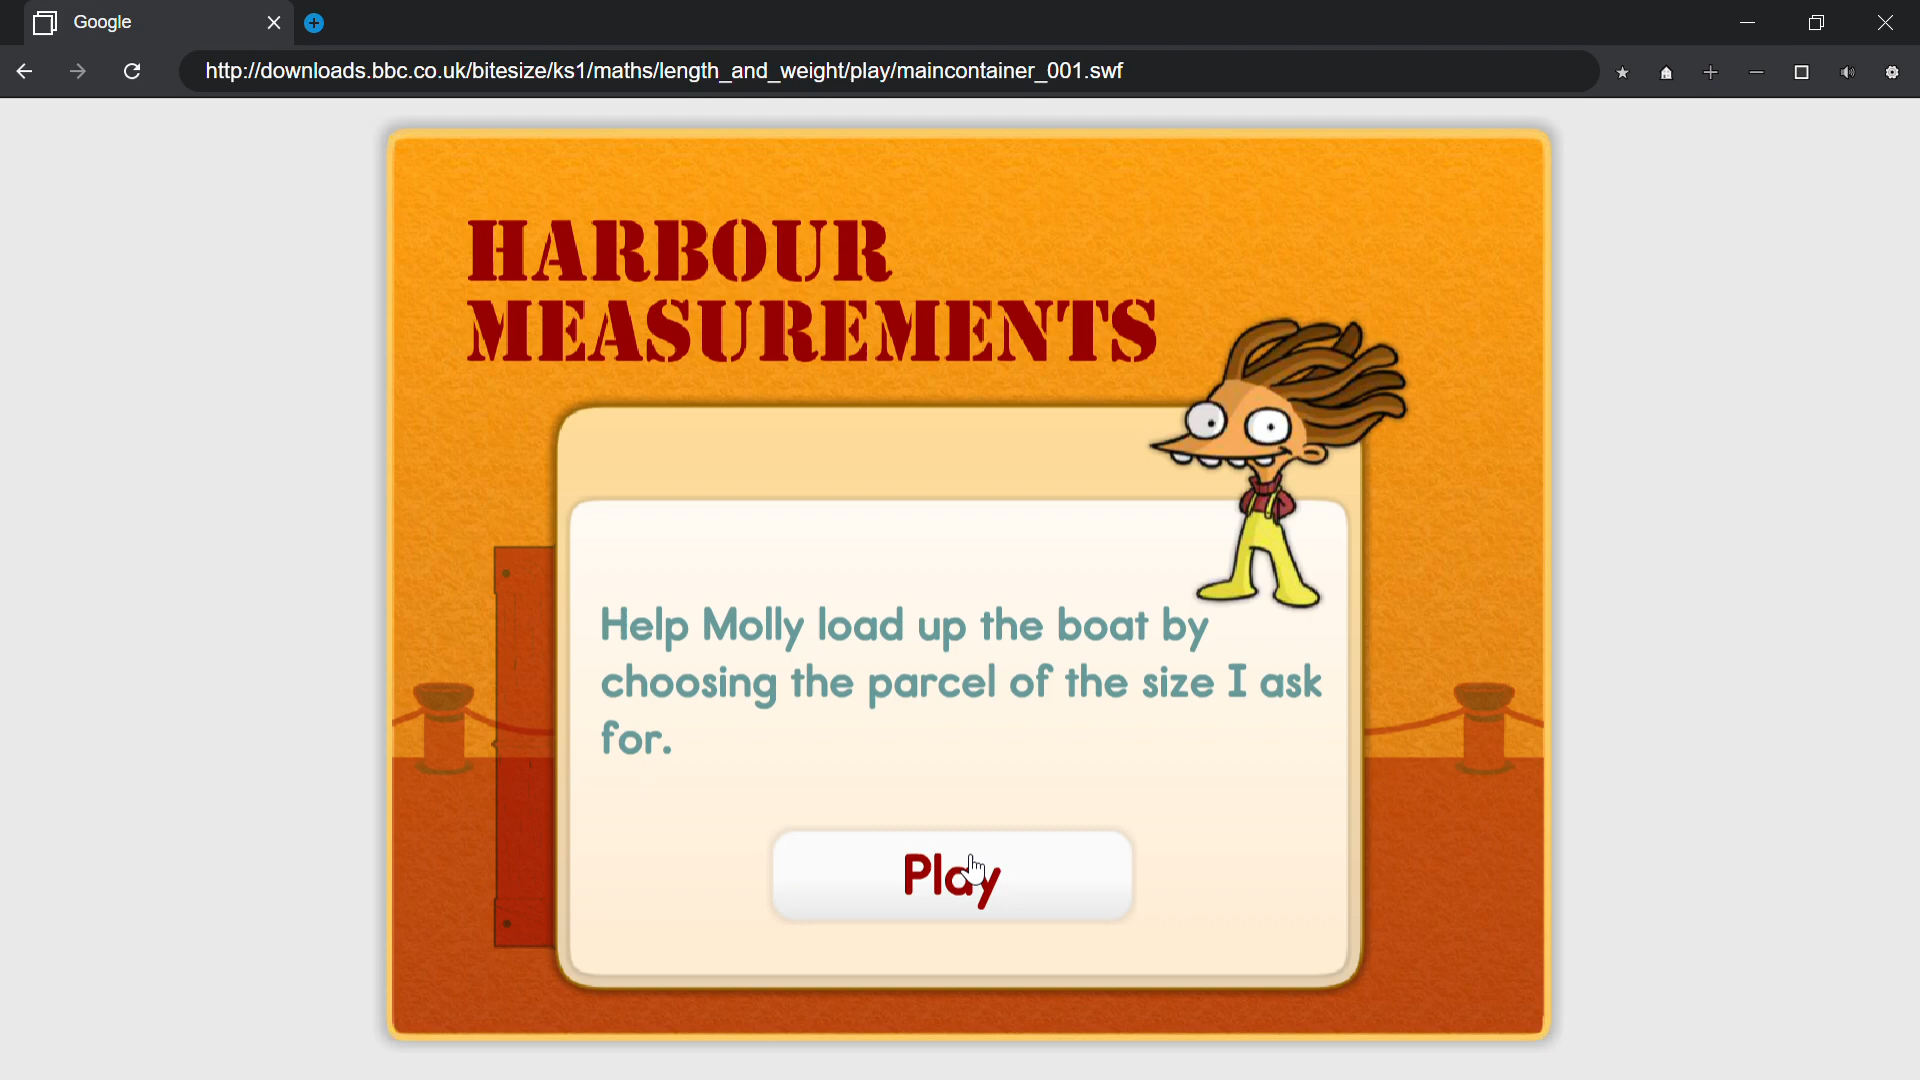 Google
http://downloads.bbc.co.uk/bitesize/ks1/maths/length_and_weight/play/maincontainer_001.swf
HARBOUR
MEASUREMENTS
Help Molly load up the boat by
choosing the parcel of the size I ask
for.
Play